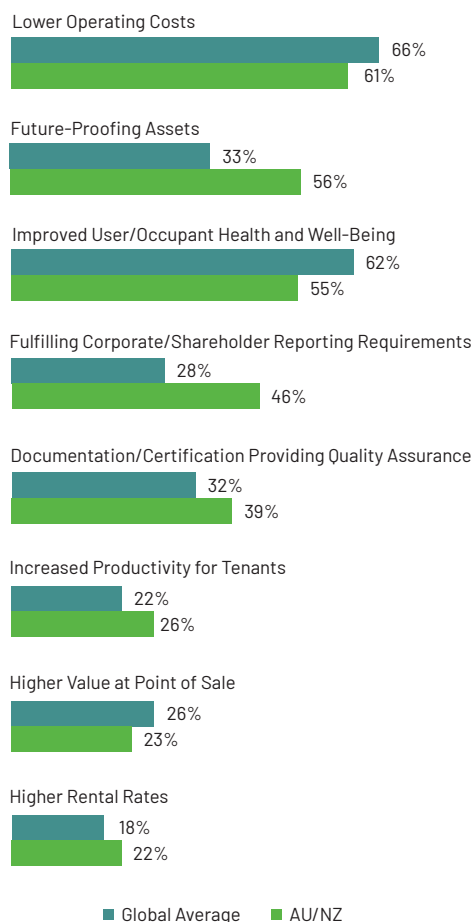 Lower Operating Costs
66%
61%
Future-Proofing Assets
33%
56%
Improved User/Occupant Health and Well-Being
62%
55%
Fulfilling Corporate/Shareholder Reporting Requirements
28%
46%
Documentation/Certification Providing Quality Assurance
32%
39%
Increased Productivity for Tenants
22%
26%
Higher Value at Point of Sale
26%
23%
Higher Rental Rates
18%
22%
Global Average AU/NZ